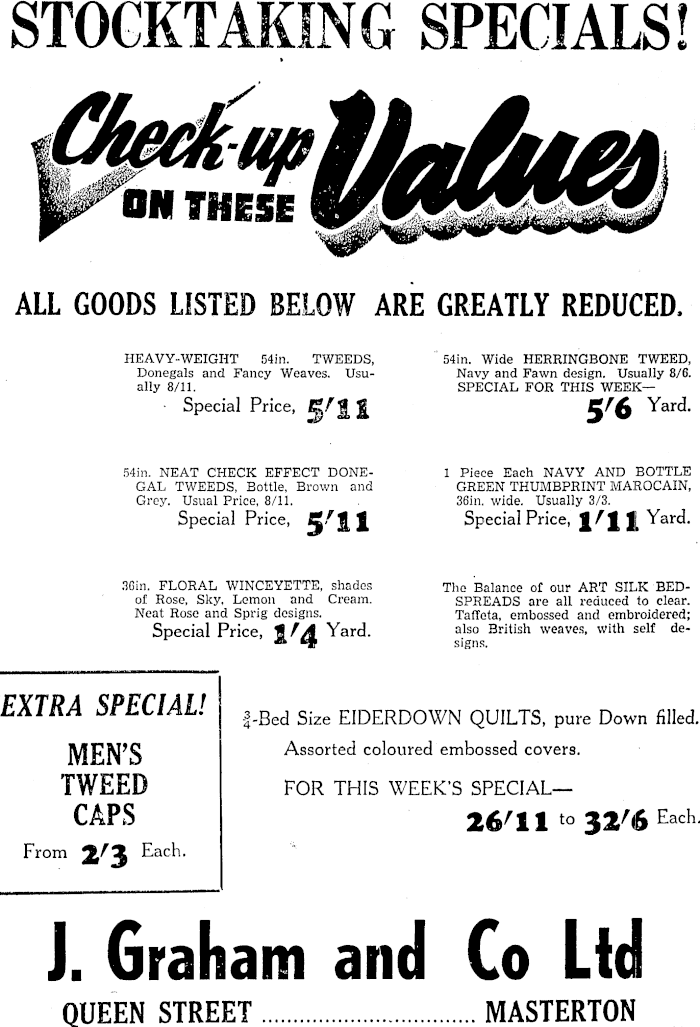 STOCKTAKING SPECIALS!
Check-up
ON THESE
Values
ALL GOODS LISTED BELOW ARE GREATLY REDUCED.
HEAVY-WEIGHT 54in. TWEEDS,
Donegals and Fancy Weaves. Usu-
ally 8/11.
Special Price, 5/11
54in. Wide HERRINGBONE TWEED,
Navy and Fawn design. Usually 8/6.
SPECIAL FOR THIS WEEK—
5/6 Yard.
54in. NEAT CHECK EFFECT DONE-
GAL TWEEDS, Bottle, Brown and
Grey. Usual Price, 8/11.
Special Price, 5/11
1 Piece Each NAVY AND BOTTLE
GREEN THUMBPRINT MAROCAIN,
36in. wide. Usually 3/3.
Special Price, 1/11 Yard.
36in. FLORAL WINCEYETTE, shades
of Rose, Sky, Lemon and Cream.
Neat Rose and Sprig designs.
Special Price, 1/4 Yard.
The Balance of our ART SILK BED-
SPREADS are all reduced to clear.
Taffeta, embossed and embroidered;
also British weaves, with self de-
signs.
EXTRA SPECIAL!
MEN'S
TWEED
CAPS
From 2/3 Each.
¾-Bed Size EIDERDOWN QUILTS, pure Down filled.
Assorted coloured embossed covers.
FOR THIS WEEK'S SPECIAL—
26/11 to 32/6 Each.
J. Graham and Co Ltd
QUEEN STREET ................................. MASTERTON